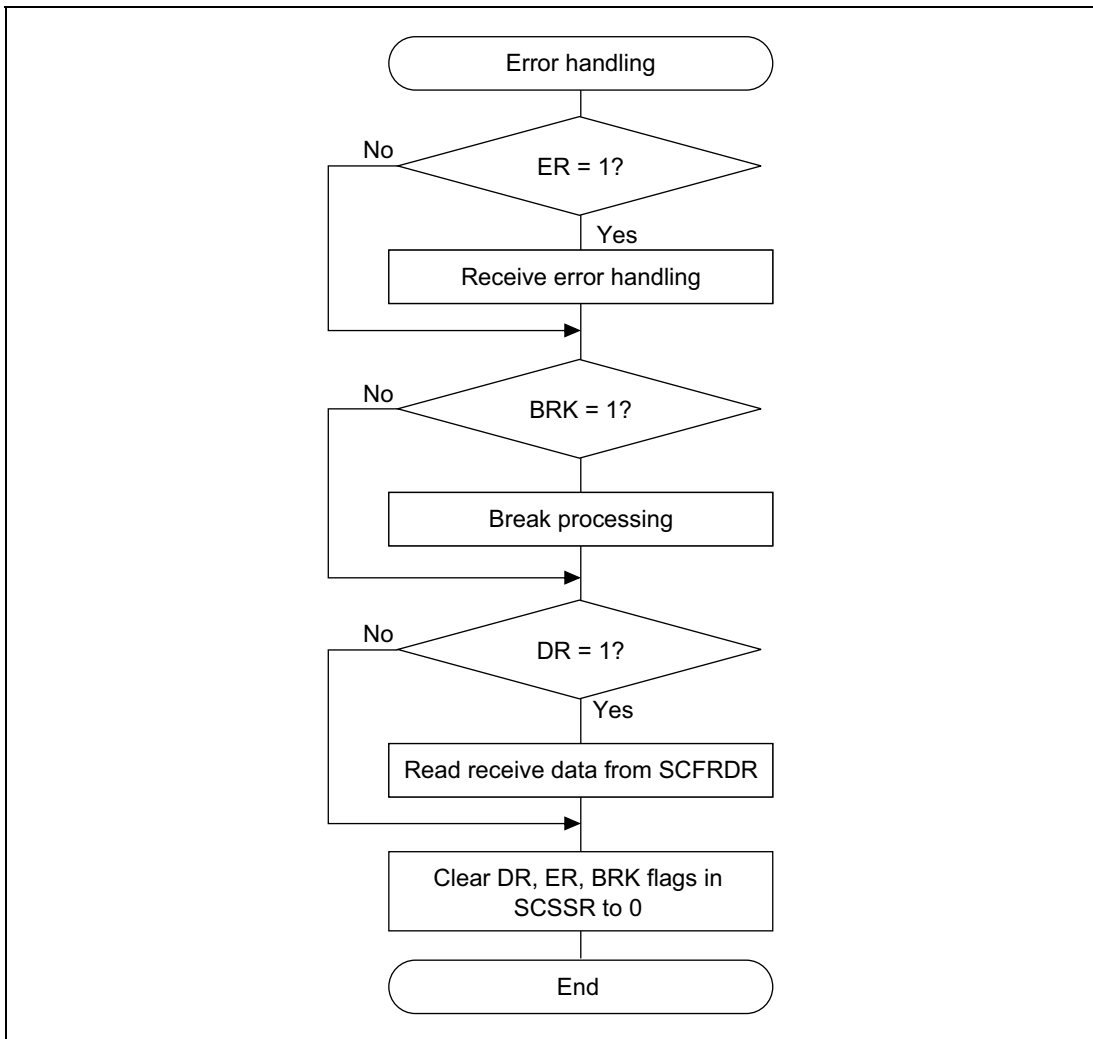 Error handling
No
ER = 1?
Yes
Receive error handling
No
BRK = 1?
Break processing
No
DR = 1?
Yes
Read receive data from SCFRDR
Clear DR, ER, BRK flags in
SCSSR to 0
End